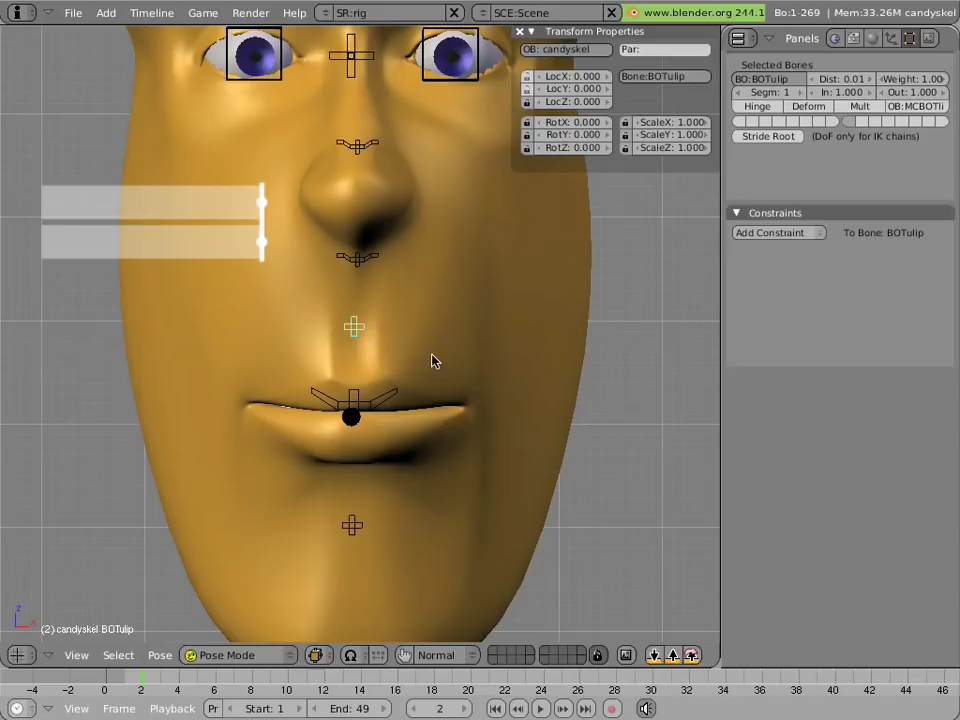 File Add Timeline Game Render Help SR:rig SCE:Scene www.blender.org 244.1 Bo:1-269 | Mem:33.26M candyskel
Transform Properties
OB: candyskel Par:
LocX: 0.000 Bone:BOTulip
LocY: 0.000
LocZ: 0.000
RotX: 0.000 ScaleX: 1.000
RotY: 0.000 ScaleY: 1.000
RotZ: 0.000 ScaleZ: 1.000
Panels
Selected Bones
BO:BOTulip Dist: 0.01 Weight: 1.00
Segm: 1 In: 1.000 Out: 1.000
Hinge Deform Mult OB:MCBOTli
Stride Root (DoF only for IK chains)
Constraints
Add Constraint To Bone: BOTulip
z
x
(2) candyskel BOTulip
View Select Pose Pose Mode Normal
-4 -2 0 2 4 6 8 10 12 14 16 18 20 22 24 26 28 30 32 34 36 38 40 42 44 46
View Frame Playback Pr Start: 1 End: 49 2